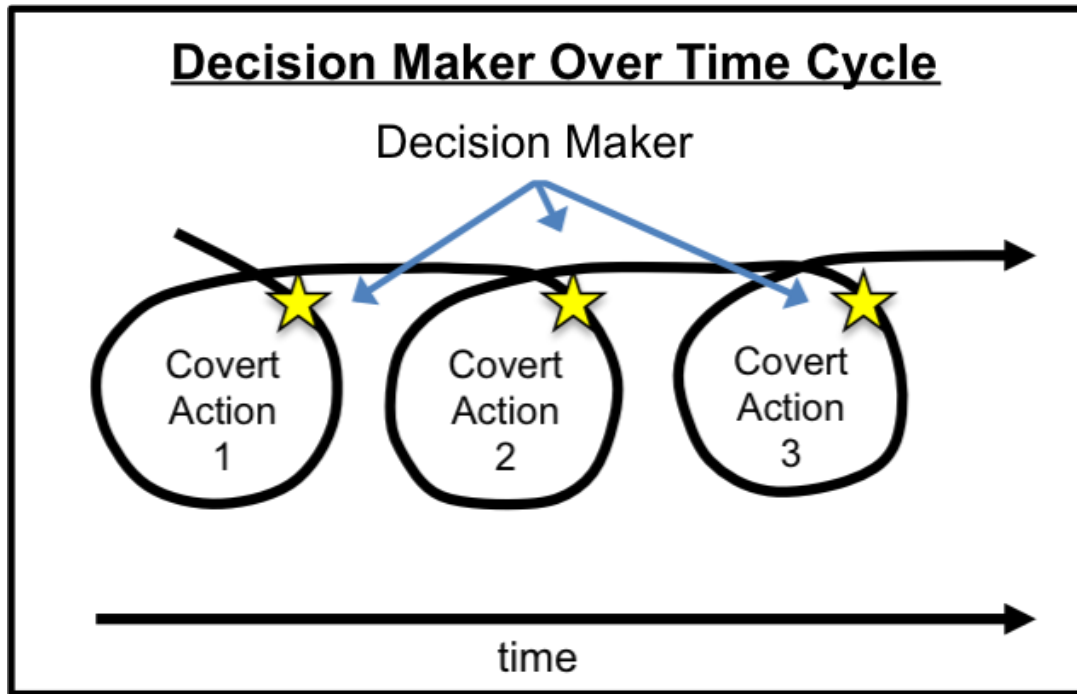 Decision Maker Over Time Cycle
Decision Maker
Covert
Action
1
Covert
Action
2
Covert
Action
3
time